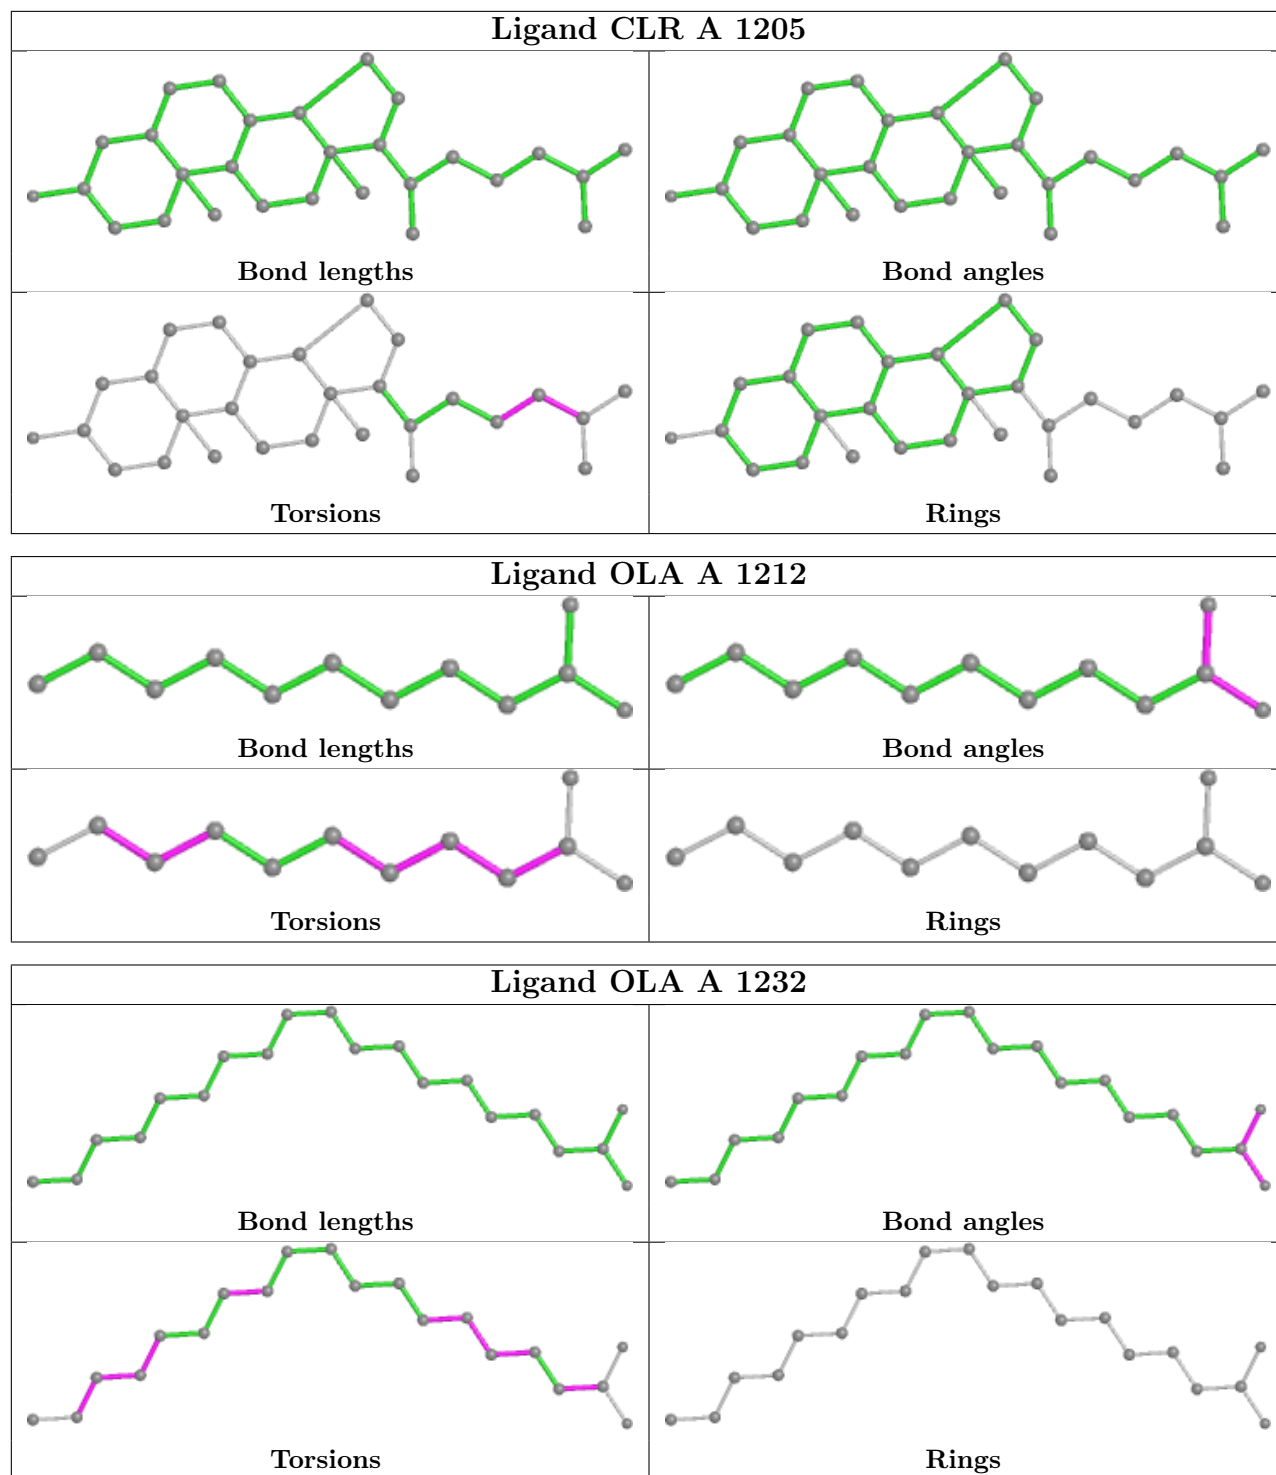 Ligand CLR A 1205
Bond lengths
Bond angles
Torsions
Rings
Ligand OLA A 1212
Bond lengths
Bond angles
Torsions
Rings
Ligand OLA A 1232
Bond lengths
Bond angles
Torsions
Rings